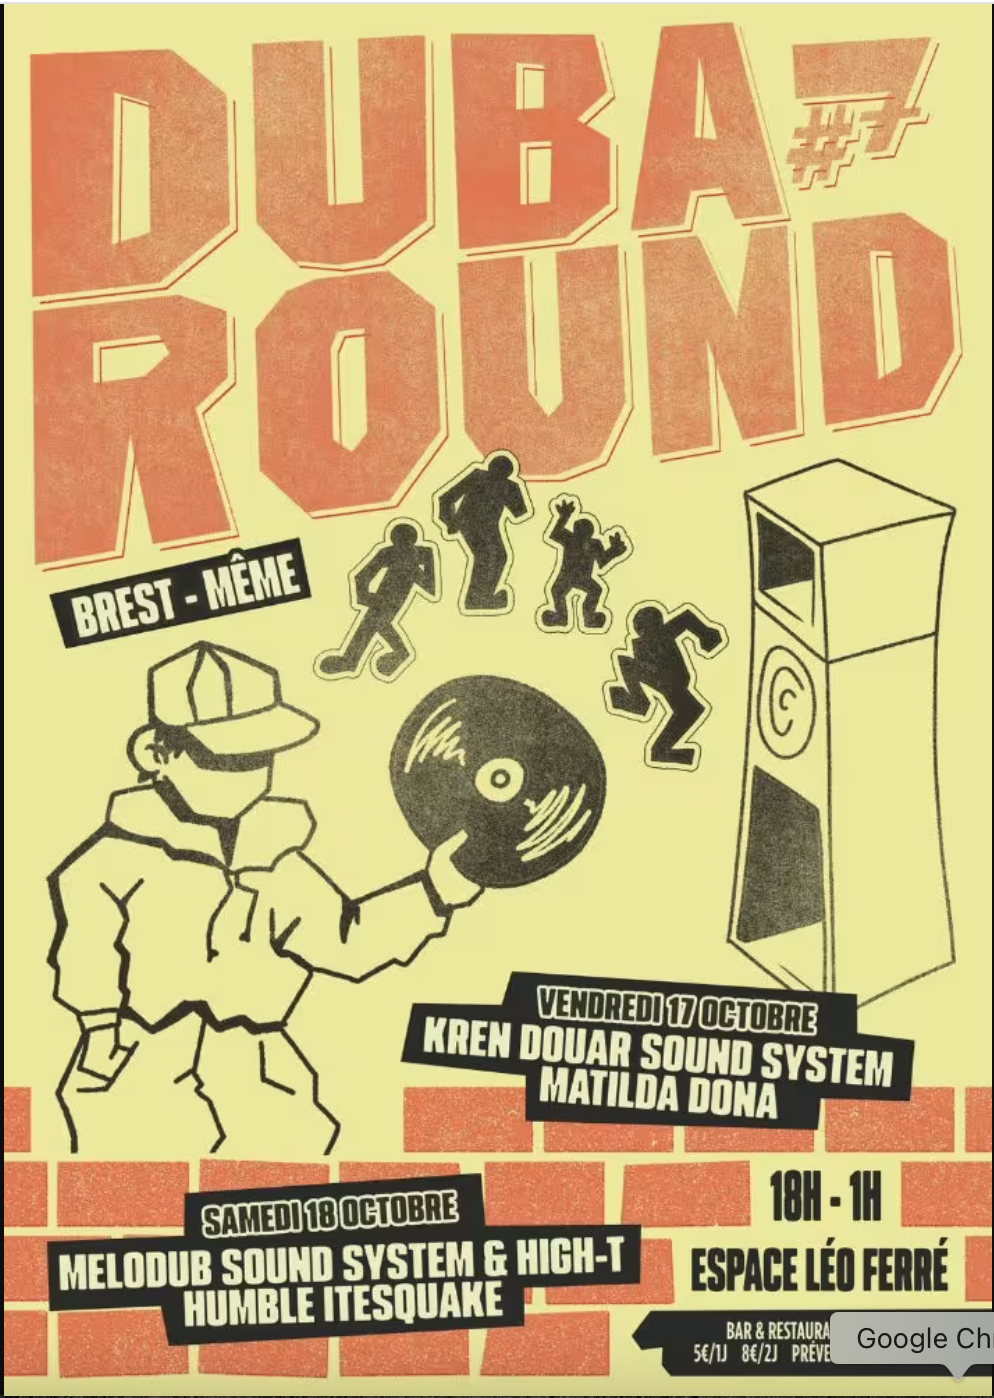 DUBA
#7
ROUND
BREST - MÊME
VENDREDI 17 OCTOBRE
KREN DOUAR SOUND SYSTEM
MATILDA DONA
SAMEDI 18 OCTOBRE
MELODUB SOUND SYSTEM & HIGH-T
HUMBLE ITESQUAKE
18H - 1H
ESPACE LÉO FERRÉ
BAR & RESTAURA
5€/1J 8€/2J PRÉVE
Google Ch